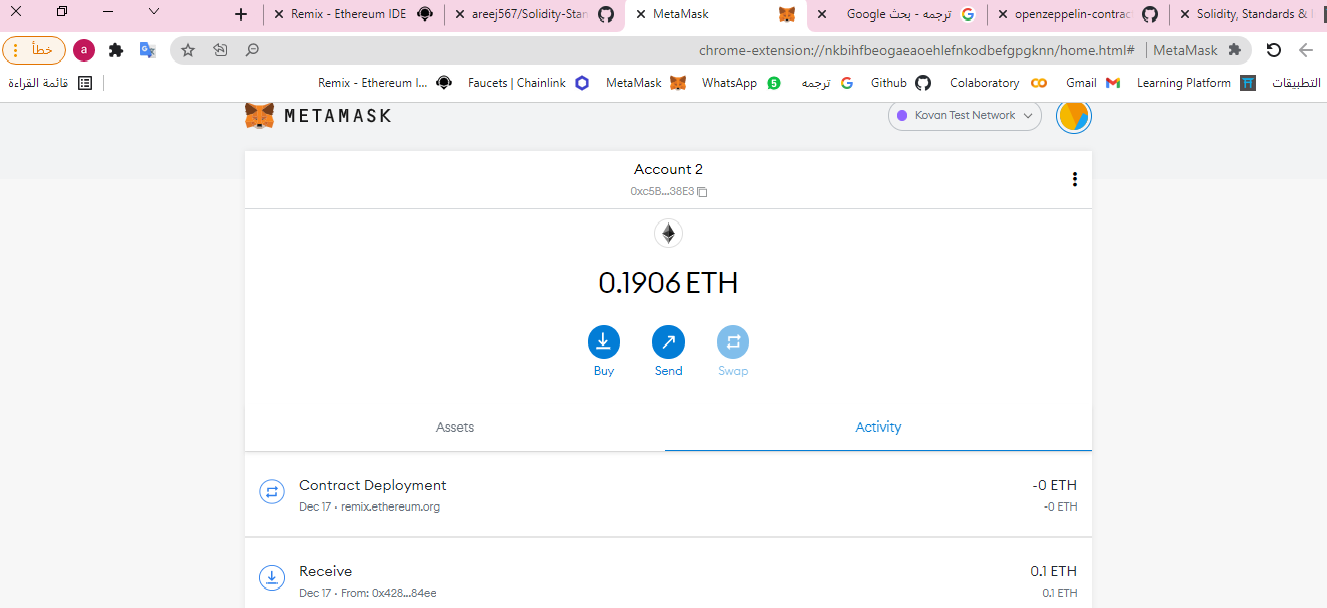 Remix - Ethereum IDE
areej567/Solidity-Stan
MetaMask
ترجمه - بحث Google
openzeppelin-contrac
Solidity, Standards &
خطأ
a
chrome-extension://nkbihfbeogaeaoehlefnkodbefgpgknn/home.html#
MetaMask
قائمة القراءة
Remix - Ethereum I...
Faucets | Chainlink
MetaMask
WhatsApp
5
ترجمه
Github
Colaboratory
Gmail
Learning Platform
التطبيقات
METAMASK
Kovan Test Network
Account 2
0xc5B...38E3
0.1906 ETH
Buy
Send
Swap
Assets
Activity
Contract Deployment
-0 ETH
Dec 17 · remix.ethereum.org
-0 ETH
Receive
0.1 ETH
Dec 17 · From: 0x428...84ee
0.1 ETH